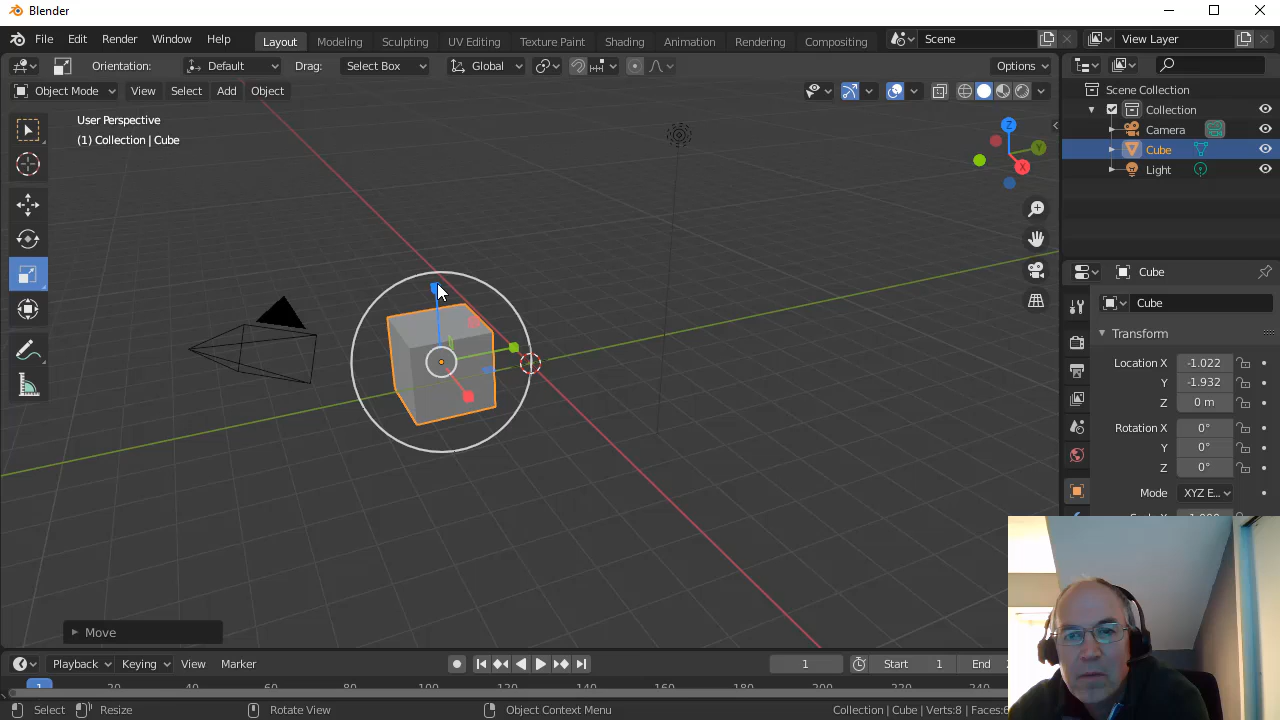 Blender
File Edit Render Window Help Layout Modeling Sculpting UV Editing Texture Paint Shading Animation Rendering Compositing Scene View Layer
Orientation: Default Drag: Select Box Global Options
Object Mode View Select Add Object
User Perspective
(1) Collection | Cube
Z
Y
X
Scene Collection
Collection
Camera
Cube
Light
Cube
Cube
Transform
Location X -1.022
Y -1.932
Z 0 m
Rotation X 0°
Y 0°
Z 0°
Mode XYZ E...
Move
Playback Keying View Marker 1 Start 1 End
1 20 40 60 80 100 120 140 160 180 200 220
Select Resize Rotate View Object Context Menu Collection | Cube | Verts:8 | Faces:6